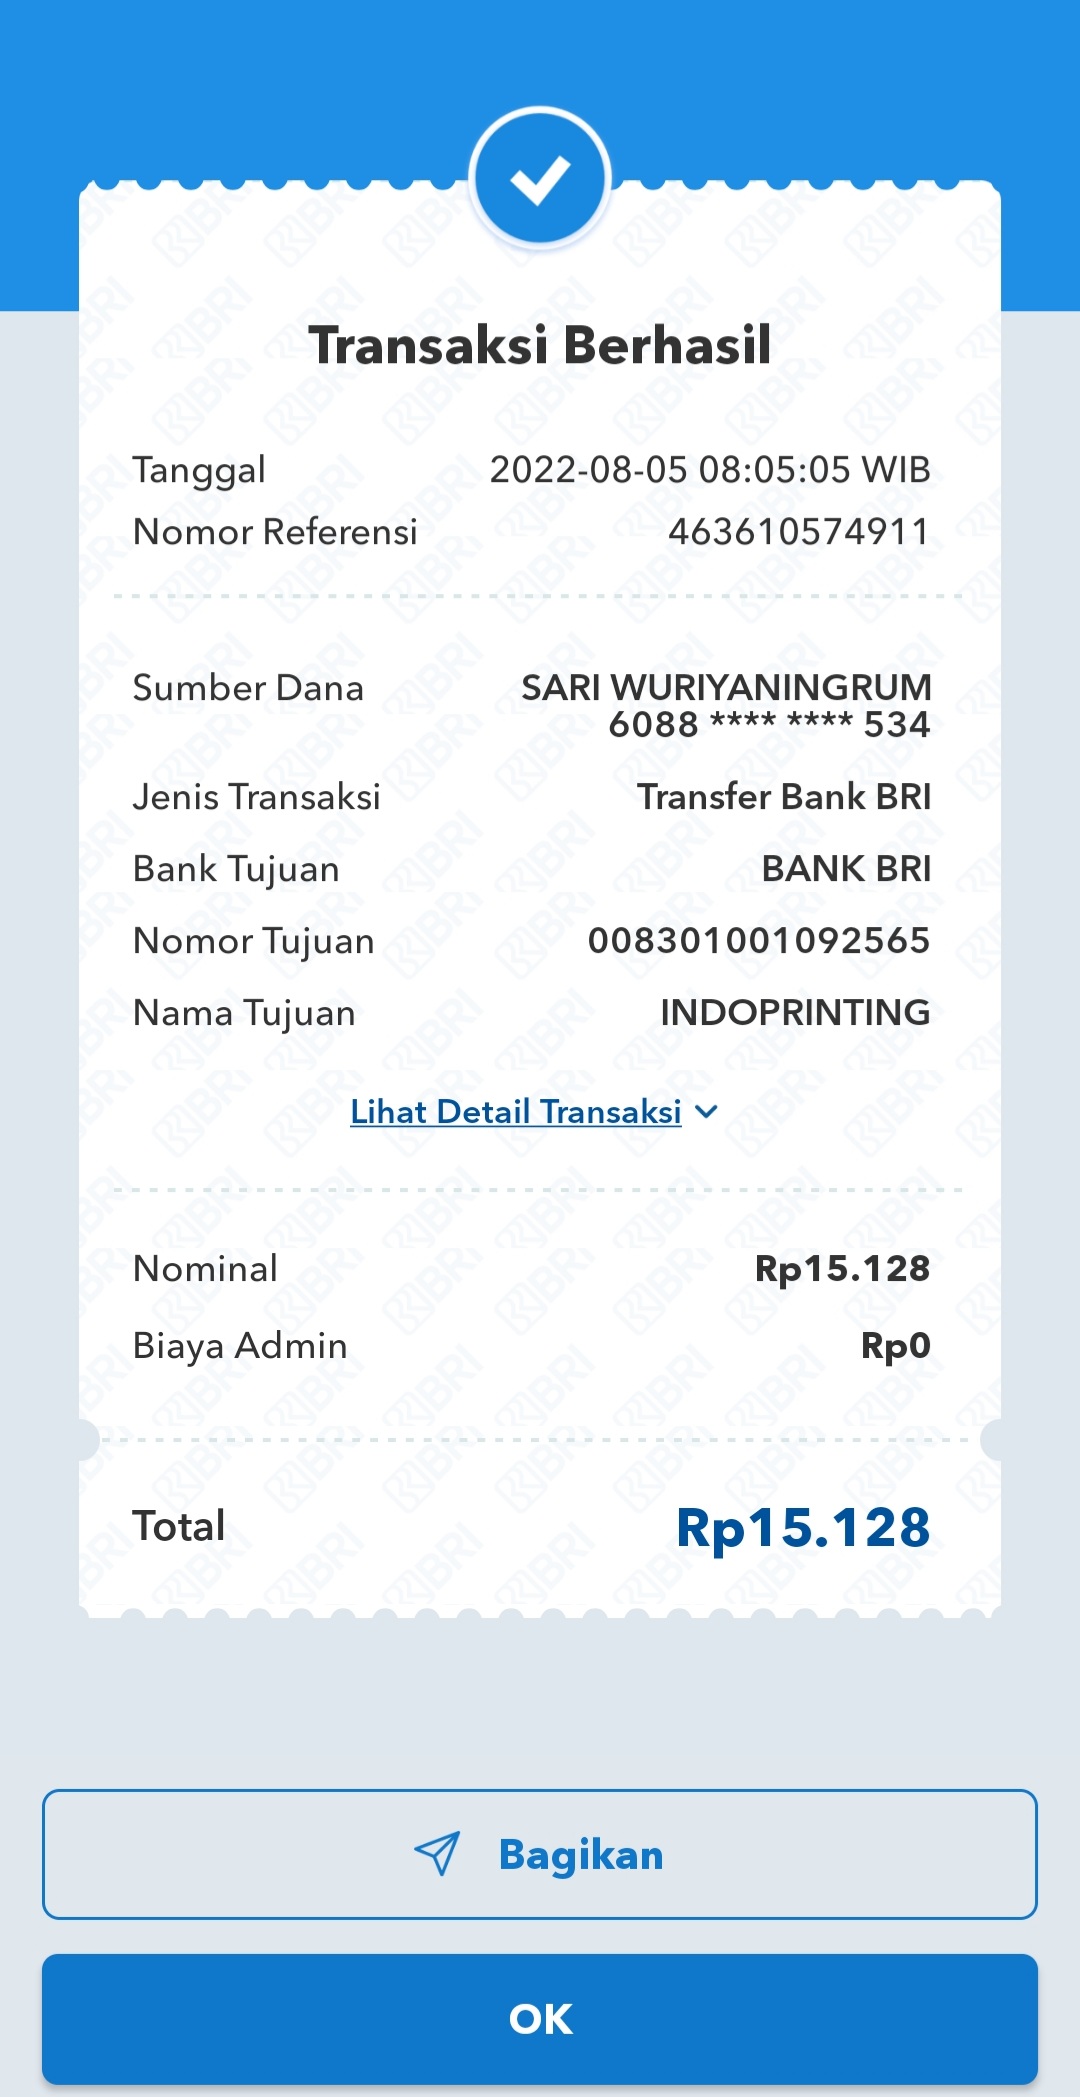 Transaksi Berhasil
Tanggal 2022-08-05 08:05:05 WIB
Nomor Referensi 463610574911
Sumber Dana SARI WURIYANINGRUM
6088 **** **** 534
Jenis Transaksi Transfer Bank BRI
Bank Tujuan BANK BRI
Nomor Tujuan 008301001092565
Nama Tujuan INDOPRINTING
Lihat Detail Transaksi
Nominal Rp15.128
Biaya Admin Rp0
Total Rp15.128
Bagikan
OK